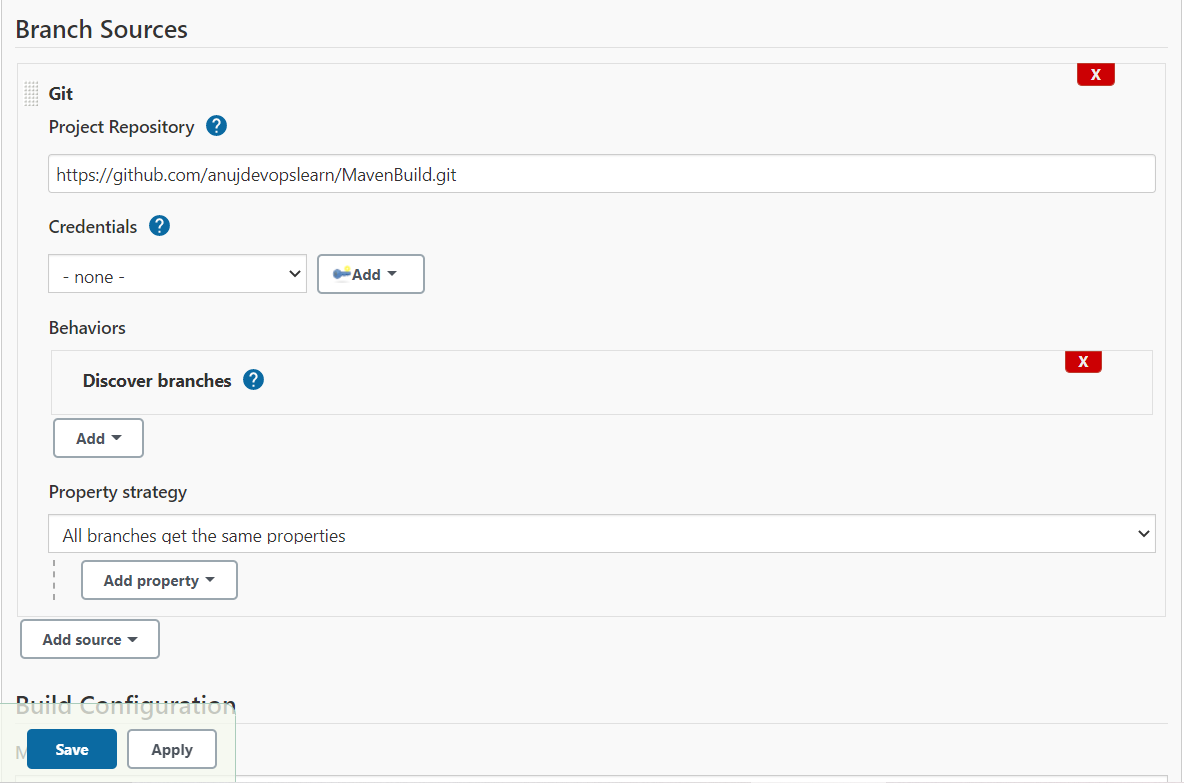 Branch Sources
X
Git
Project Repository ?
https://github.com/anujdevopslearn/MavenBuild.git
Credentials ?
- none - Add
Behaviors
X
Discover branches ?
Add
Property strategy
All branches get the same properties
Add property
Add source
Build Configuration
M
Save Apply